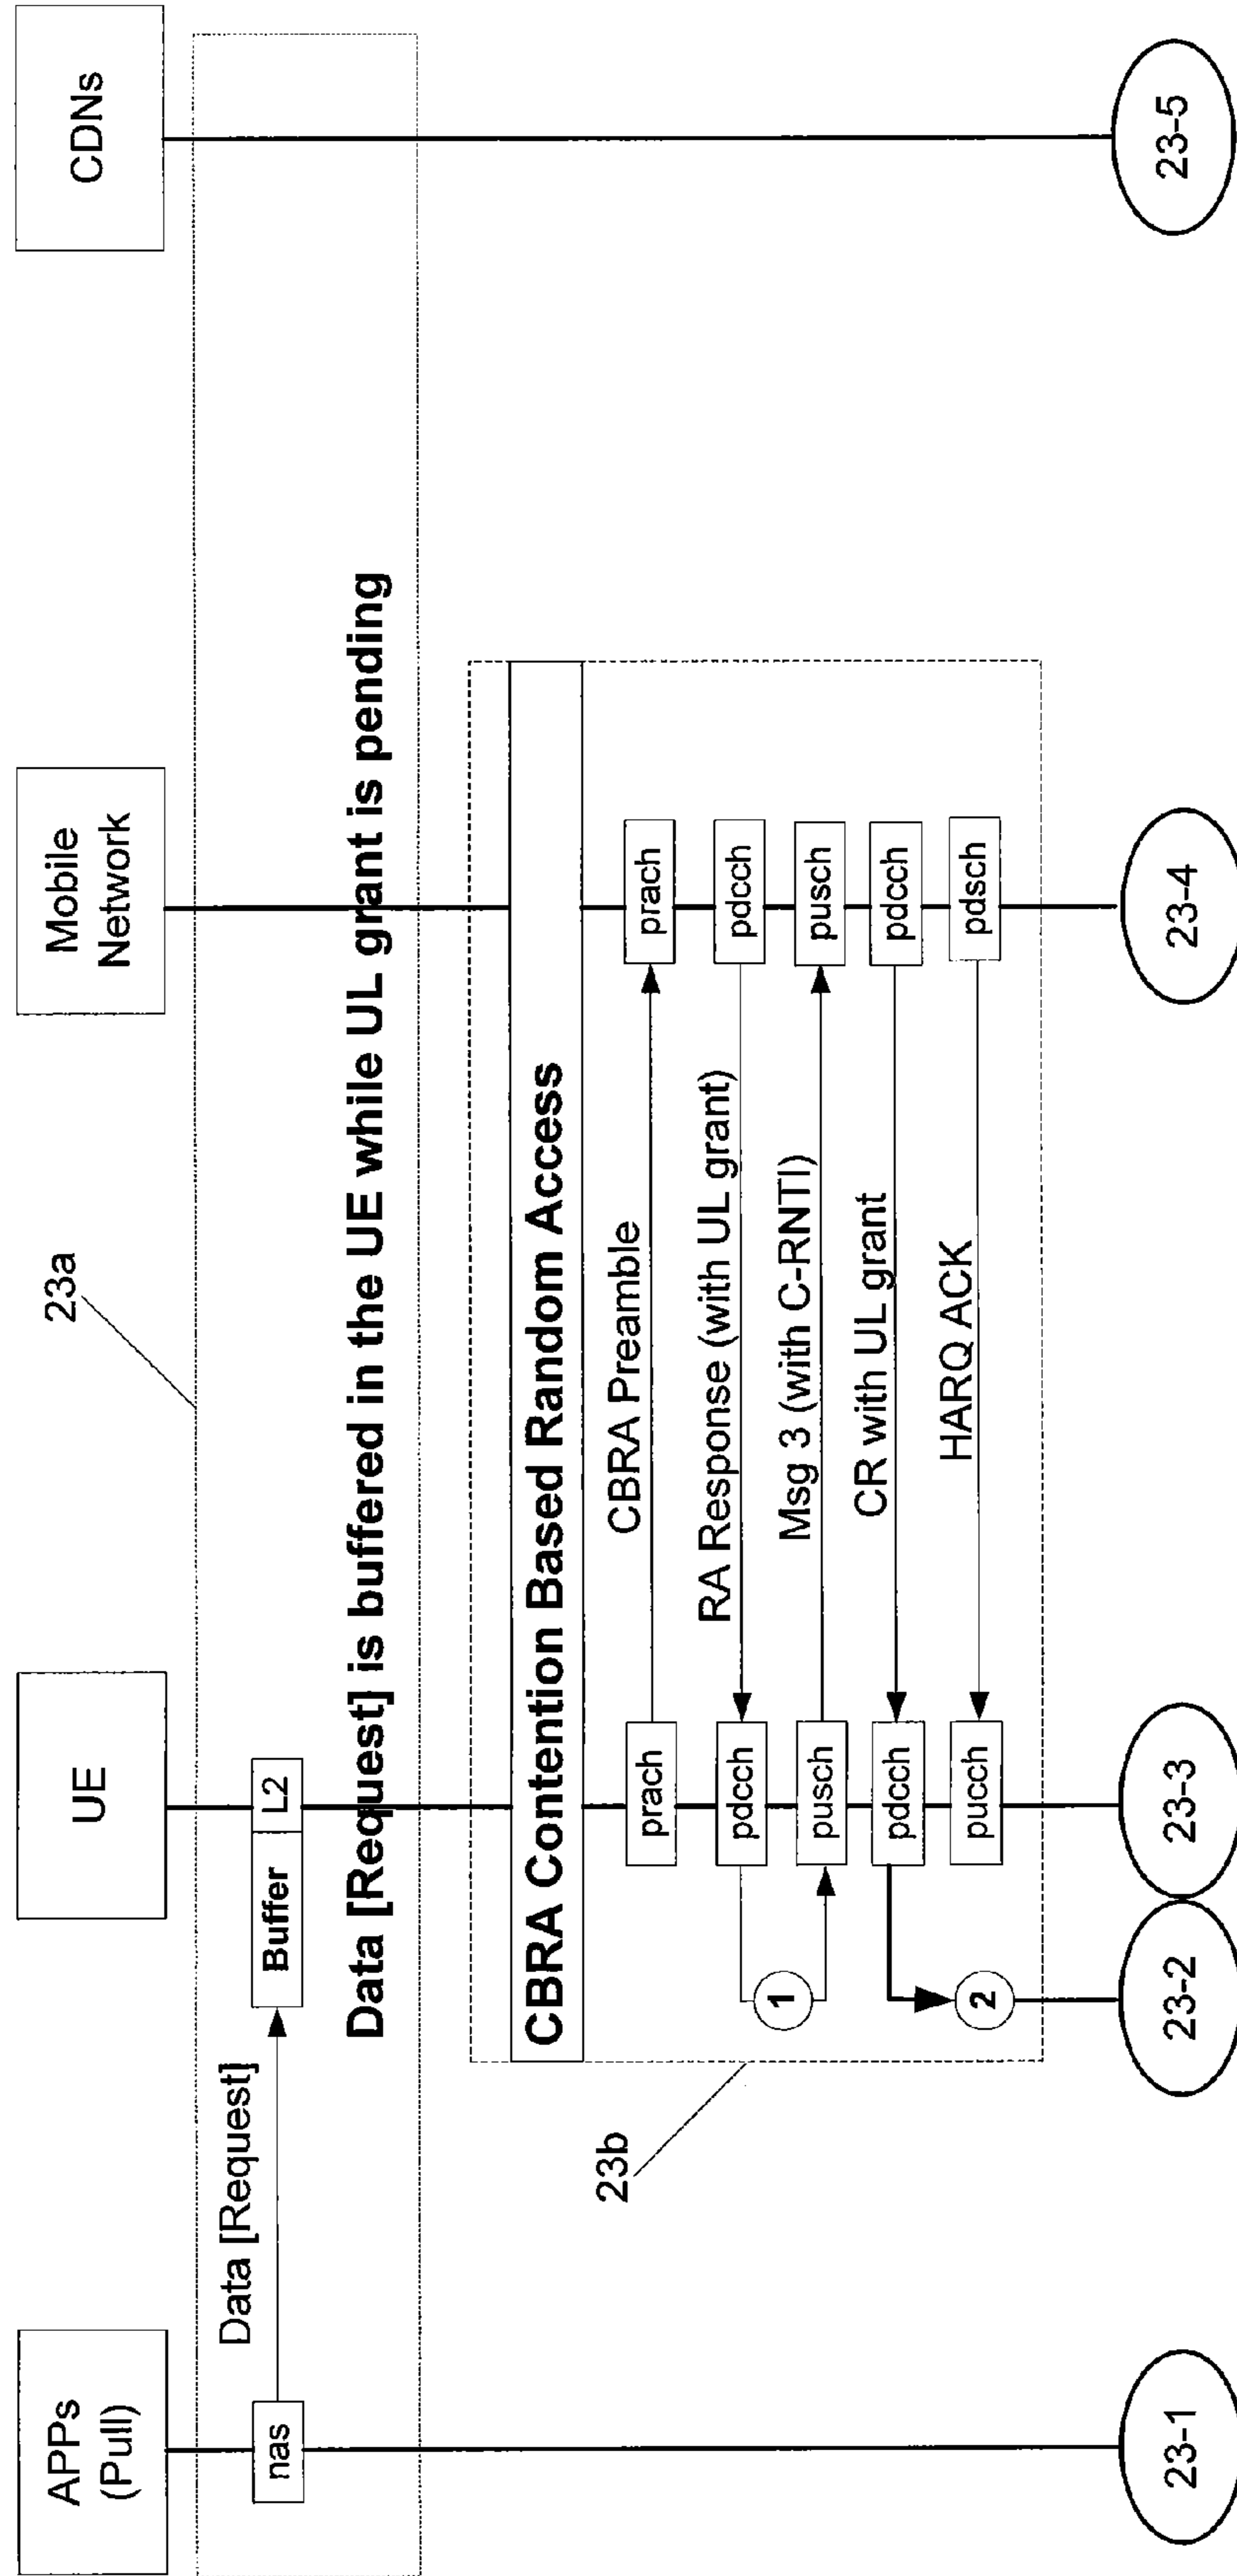 APPs
(Pull)
UE
Mobile
Network
CDNs
23a
Data [Request]
nas
Buffer
L2
Data [Request] is buffered in the UE while UL grant is pending
CBRA Contention Based Random Access
23b
prach
CBRA Preamble
prach
pdcch
RA Response (with UL grant)
pdcch
1
pusch
Msg 3 (with C-RNTI)
pusch
pdcch
CR with UL grant
pdcch
2
pucch
HARQ ACK
pdsch
23-1
23-2
23-3
23-4
23-5